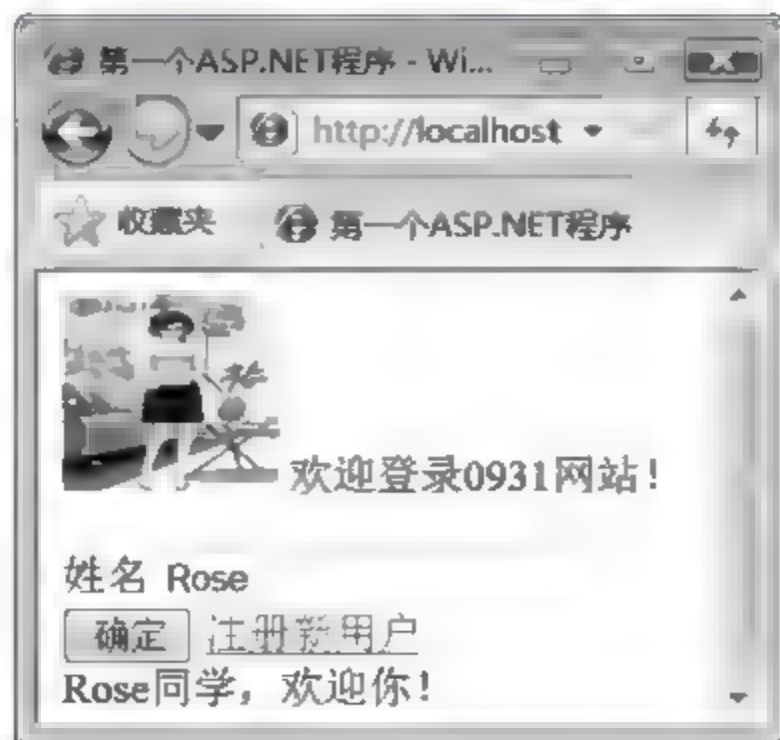 第一个ASP.NET程序 - Wi...
http://localhost
收藏夹 第一个ASP.NET程序
欢迎登录0931网站!
姓名 Rose
确定 注册新用户
Rose同学，欢迎你!